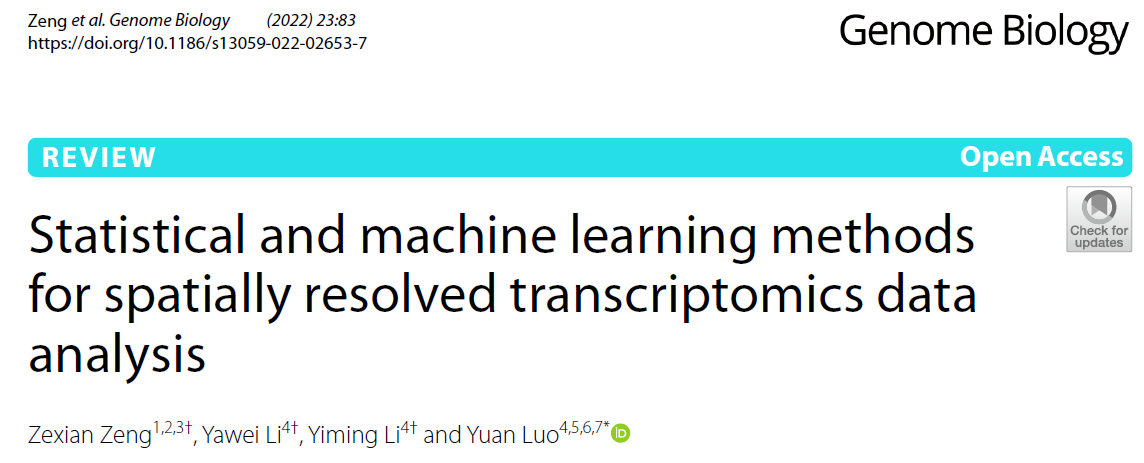 Zeng et al. Genome Biology (2022) 23:83
https://doi.org/10.1186/s13059-022-02653-7
Genome Biology
REVIEW
Open Access
Check for
updates
Statistical and machine learning methods
for spatially resolved transcriptomics data
analysis
Zexian Zeng1,2,3†, Yawei Li4†, Yiming Li4† and Yuan Luo4,5,6,7* iD